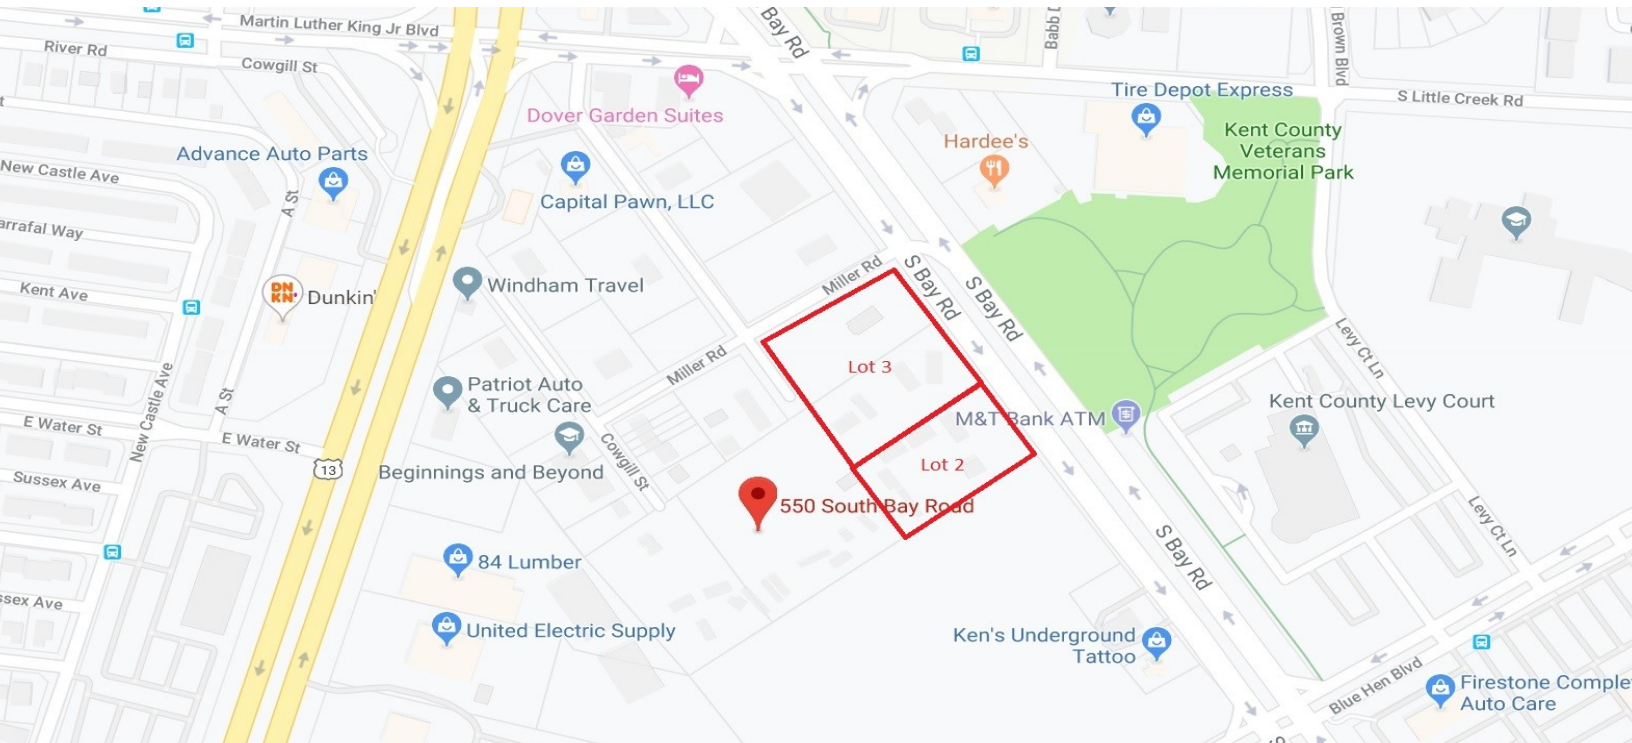 Martin Luther King Jr Blvd
River Rd
Cowgill St
Bay Rd
Babb
Brown Blvd
S Little Creek Rd
Tire Depot Express
Kent County
Veterans
Memorial Park
Dover Garden Suites
Hardee's
Advance Auto Parts
New Castle Ave
A St
Capital Pawn, LLC
arrafal Way
Kent Ave
DN
KN'
Dunkin'
Windham Travel
Miller Rd
S Bay Rd
S Bay Rd
Levy Ct Ln
Lot 3
Miller Rd
Patriot Auto
& Truck Care
New Castle Ave
A St
E Water St
E Water St
M&T Bank ATM
Kent County Levy Court
Cowgill St
Beginnings and Beyond
13
Lot 2
Sussex Ave
550 South Bay Road
Levy Ct Ln
S Bay Rd
84 Lumber
ssex Ave
United Electric Supply
Ken's Underground
Tattoo
Blue Hen Blvd
Firestone Comple
Auto Care